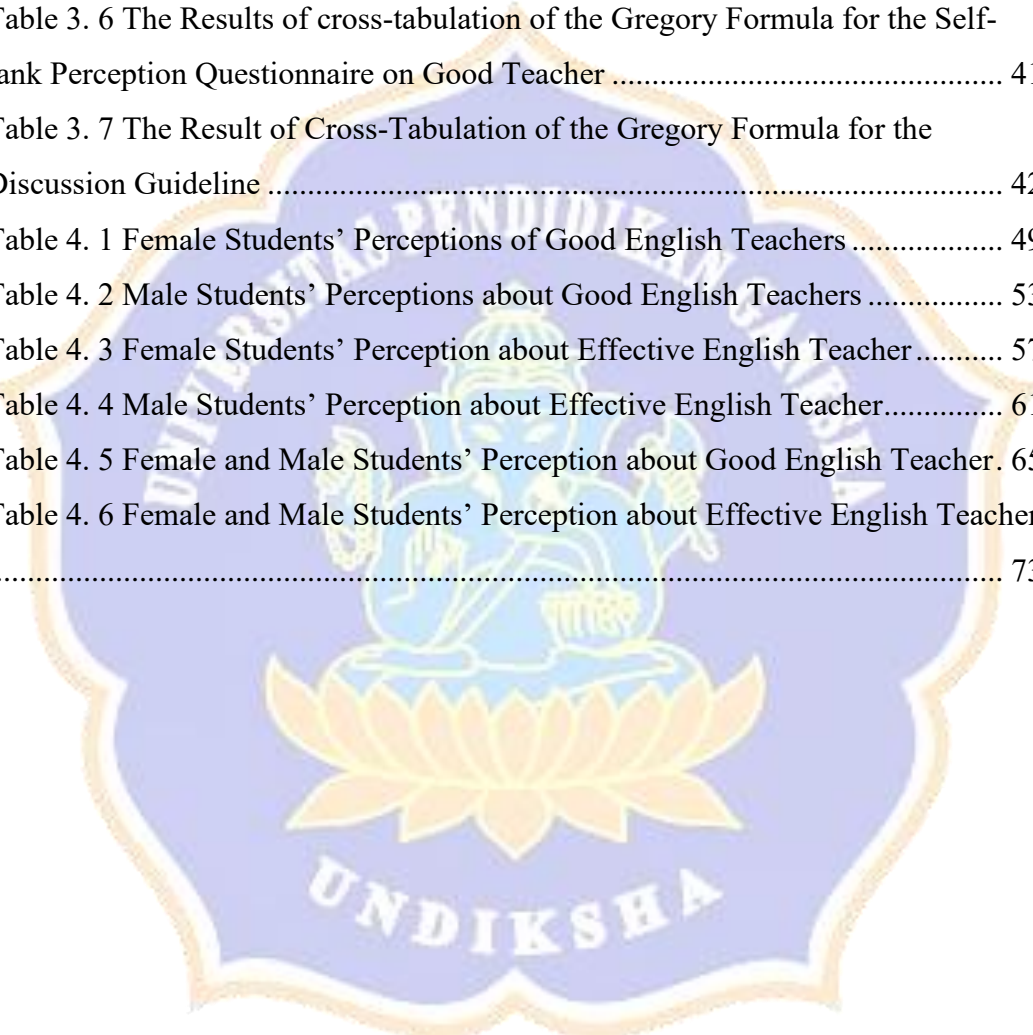 Table 3. 6 The Results of cross-tabulation of the Gregory Formula for the Self-
rank Perception Questionnaire on Good Teacher ................................................. 41
Table 3. 7 The Result of Cross-Tabulation of the Gregory Formula for the
Discussion Guideline ............................................................................................ 42
Table 4. 1 Female Students’ Perceptions of Good English Teachers ................... 49
Table 4. 2 Male Students’ Perceptions about Good English Teachers ................. 53
Table 4. 3 Female Students’ Perception about Effective English Teacher ........... 57
Table 4. 4 Male Students’ Perception about Effective English Teacher............... 61
Table 4. 5 Female and Male Students’ Perception about Good English Teacher. 65
Table 4. 6 Female and Male Students’ Perception about Effective English Teacher
............................................................................................................................... 73
UNIVERSITAS PENDIDIKAN GANESHA
UNDIKSHA